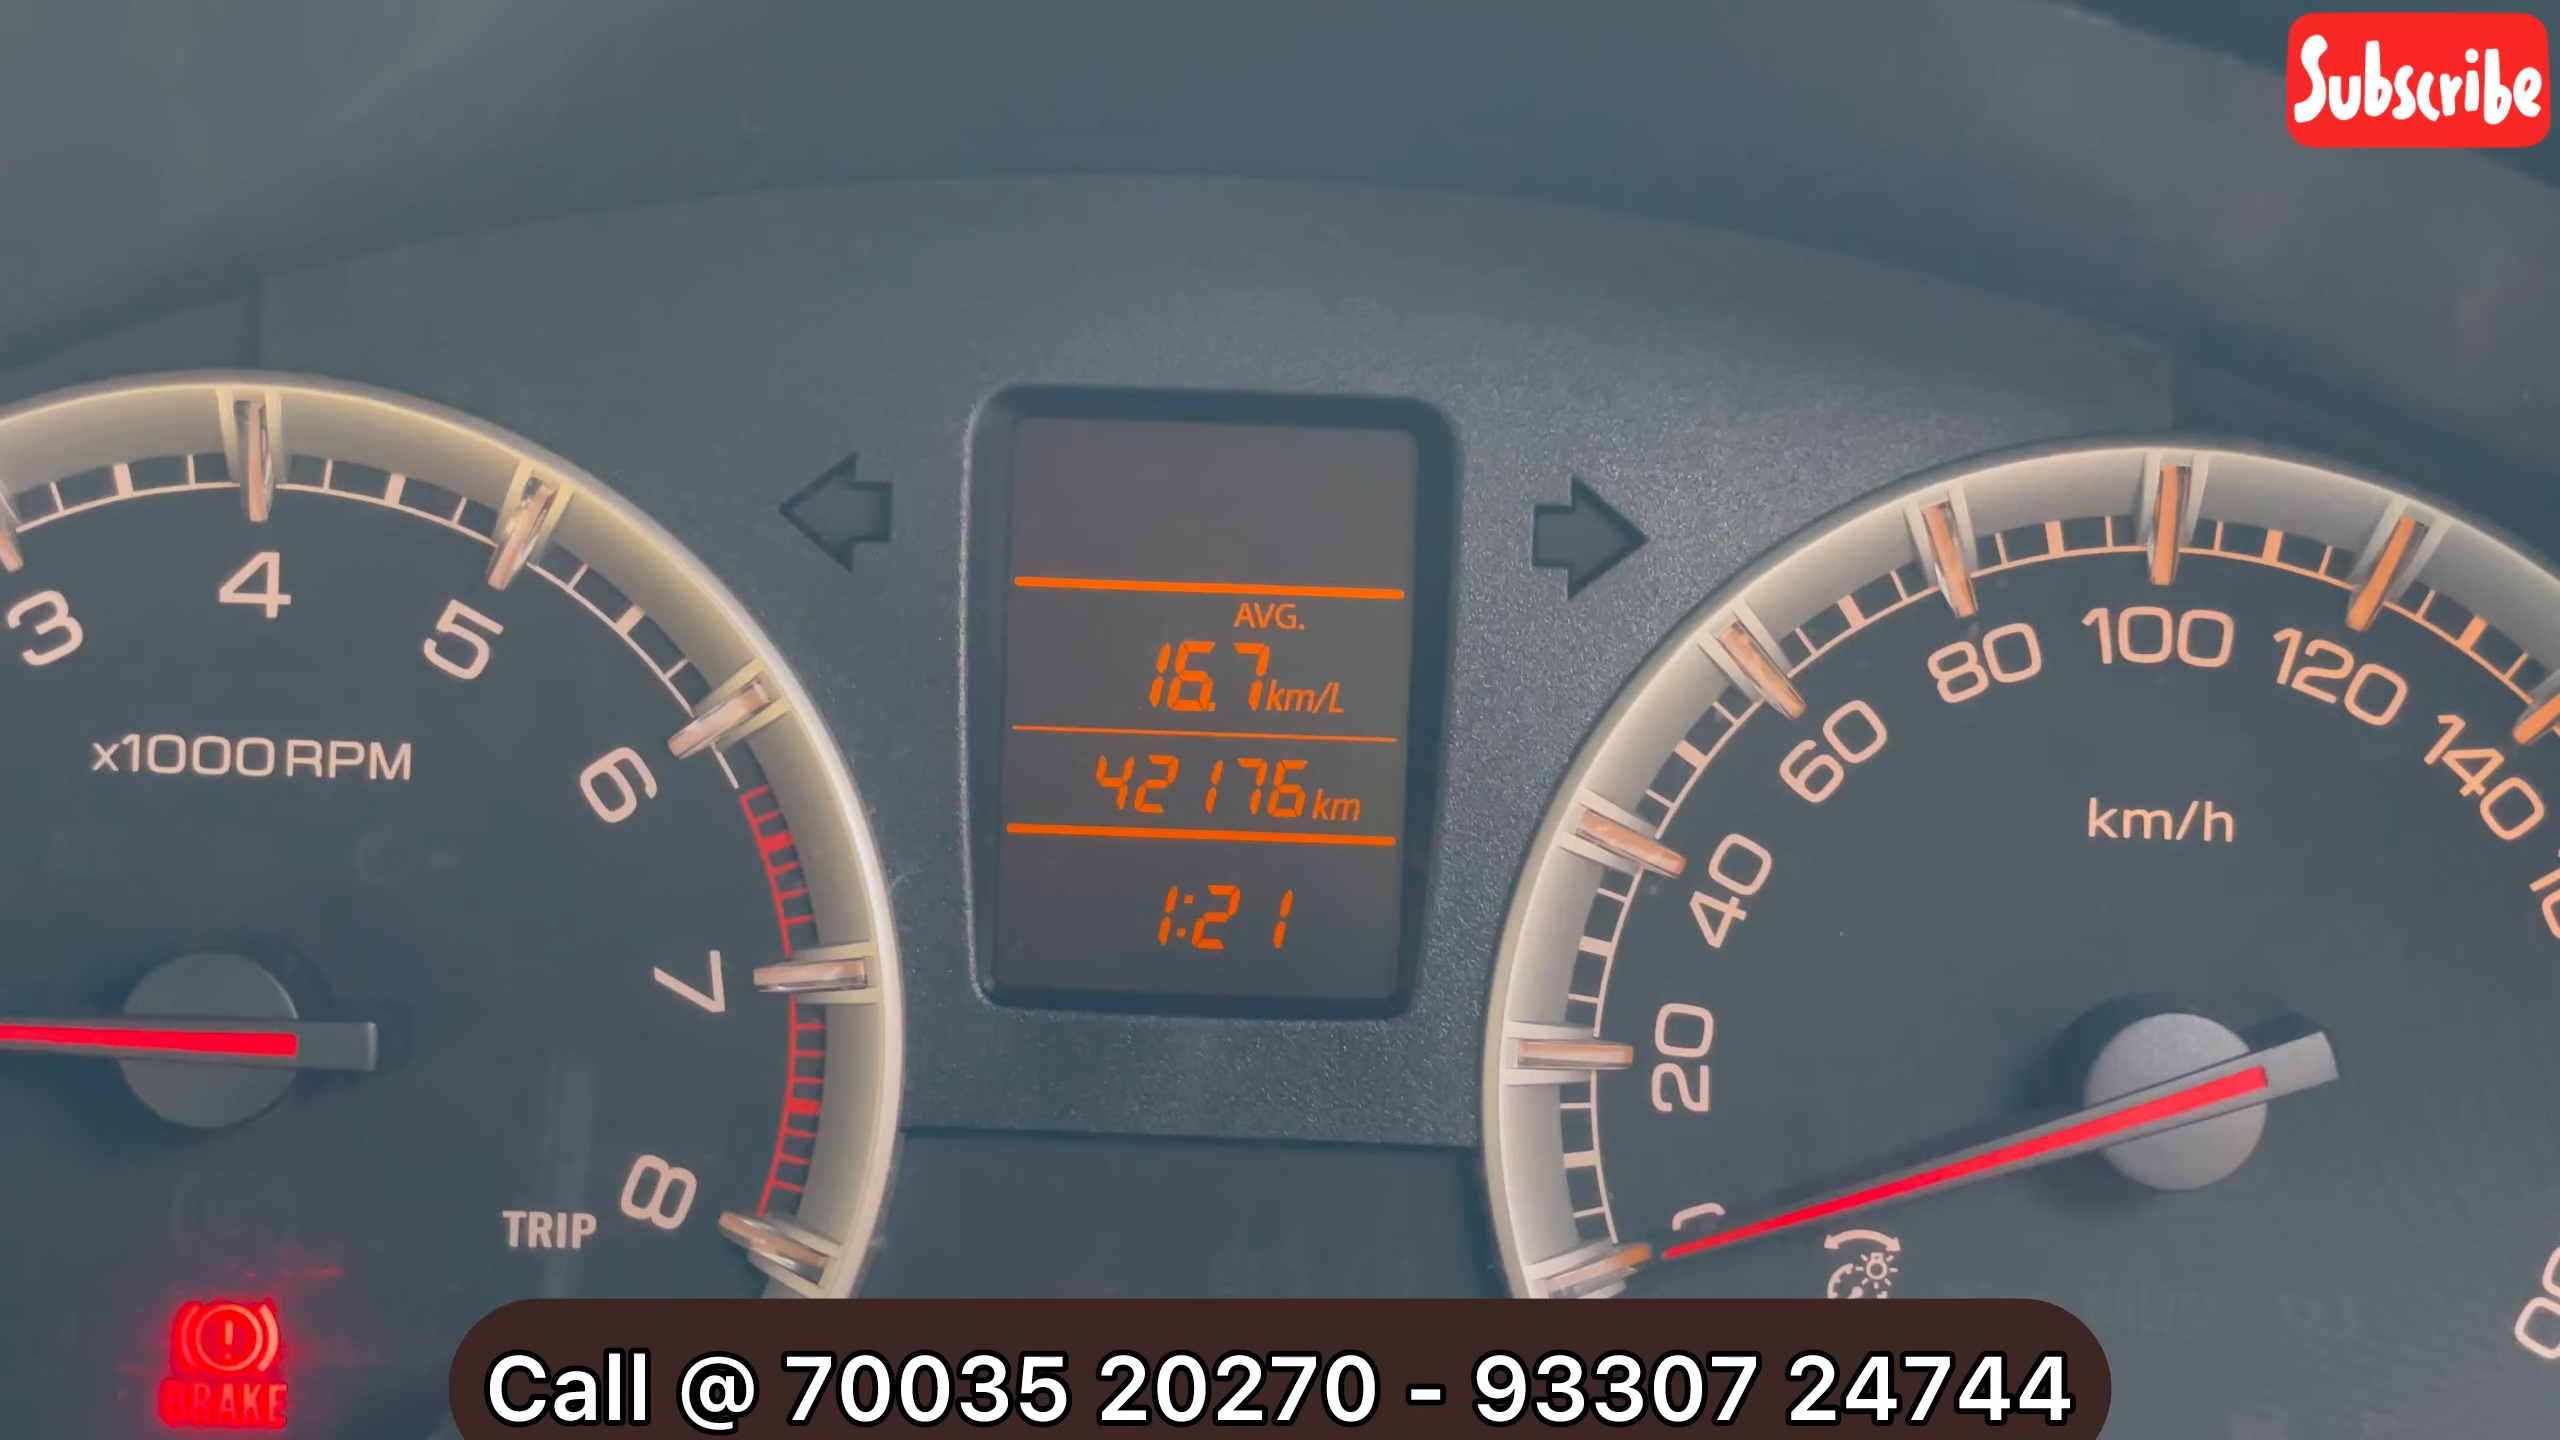 Subscribe
3
4
5
6
7
8
x1000 RPM
TRIP
BRAKE
AVG.
16.7 km/L
42176 km
1:21
20
40
60
80
100
120
140
km/h
Call @ 70035 20270 - 93307 24744